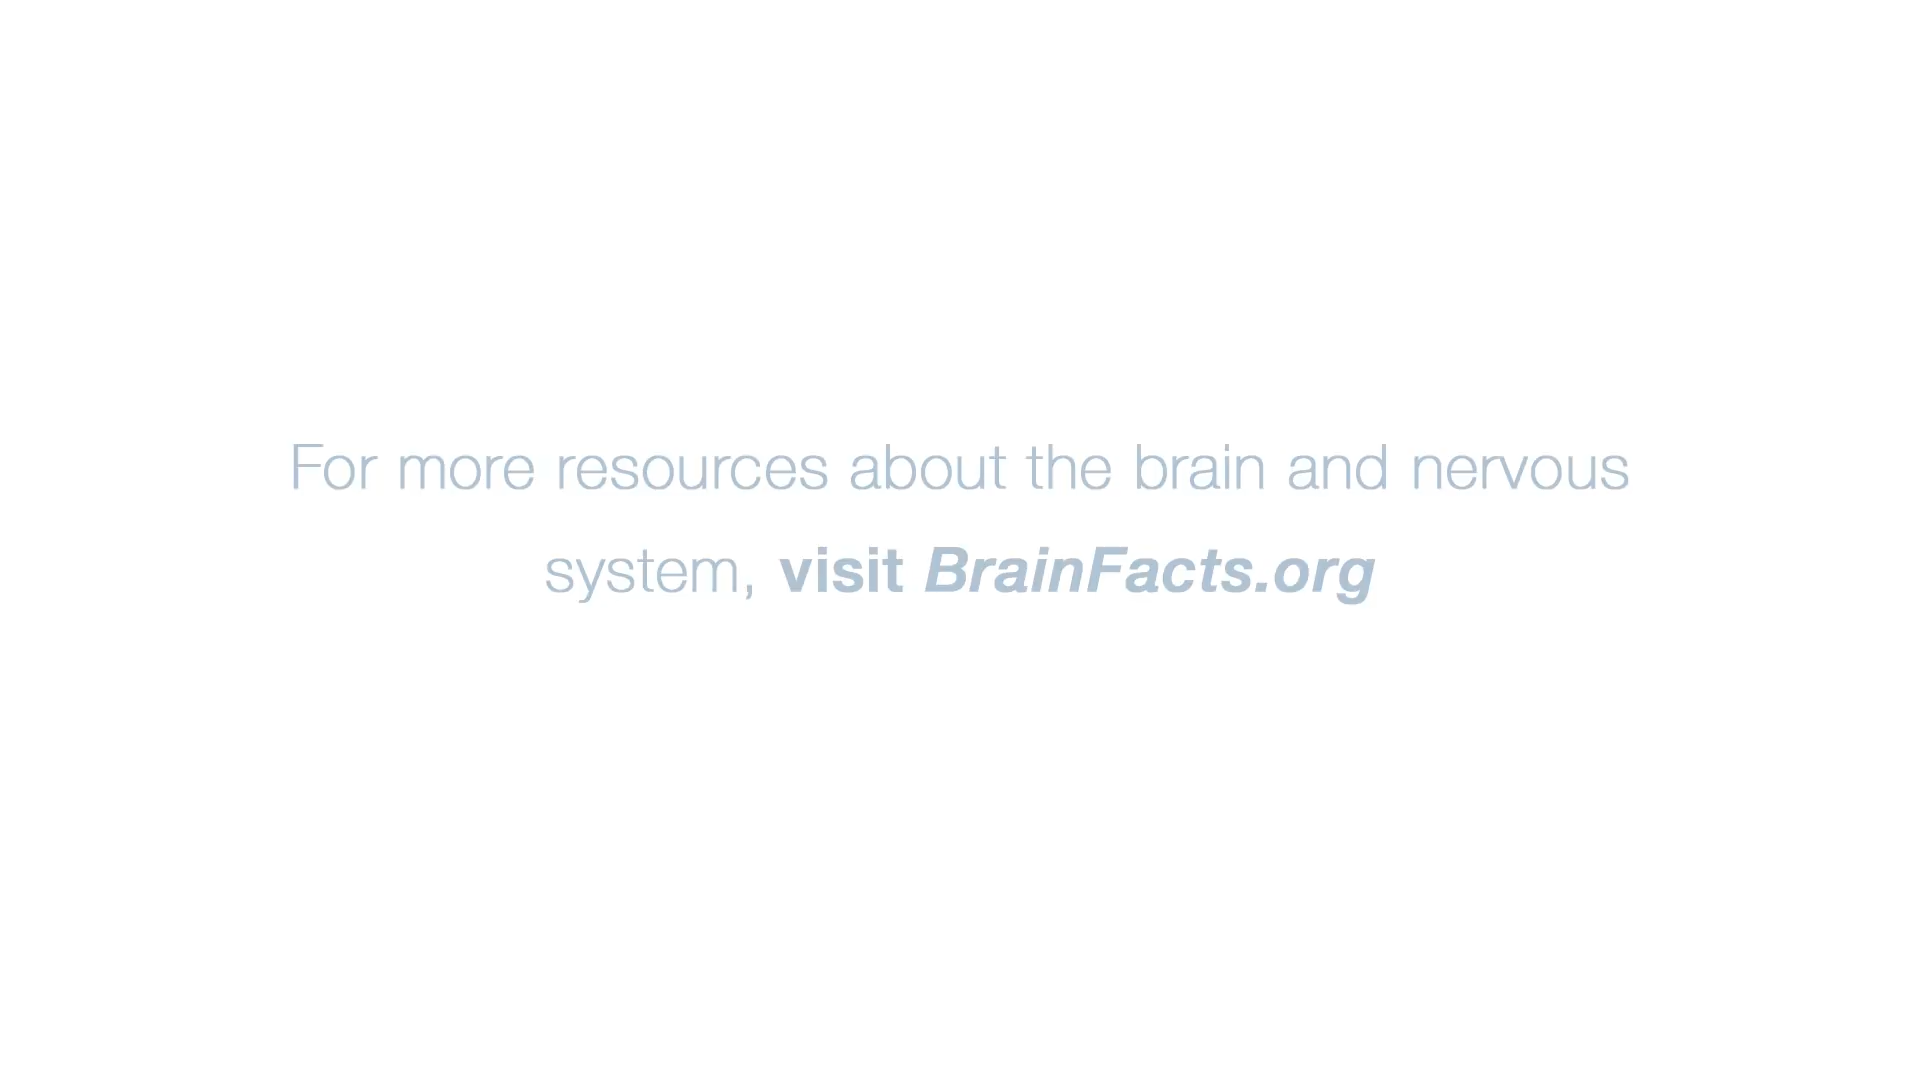 For more resources about the brain and nervous
system, visit BrainFacts.org